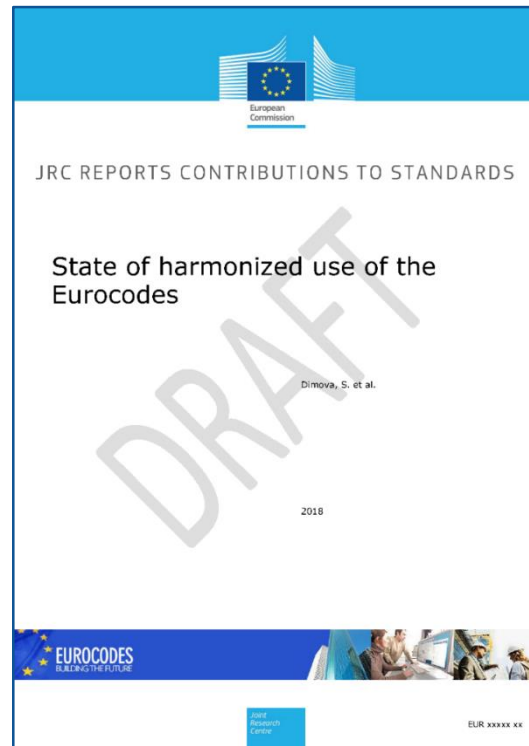 European
Commission
JRC REPORTS CONTRIBUTIONS TO STANDARDS
State of harmonized use of the
Eurocodes
DRAFT
Dimova, S. et al.
2018
EUROCODES
BUILDING THE FUTURE
Joint
Research
Centre
EUR xxxxx xx